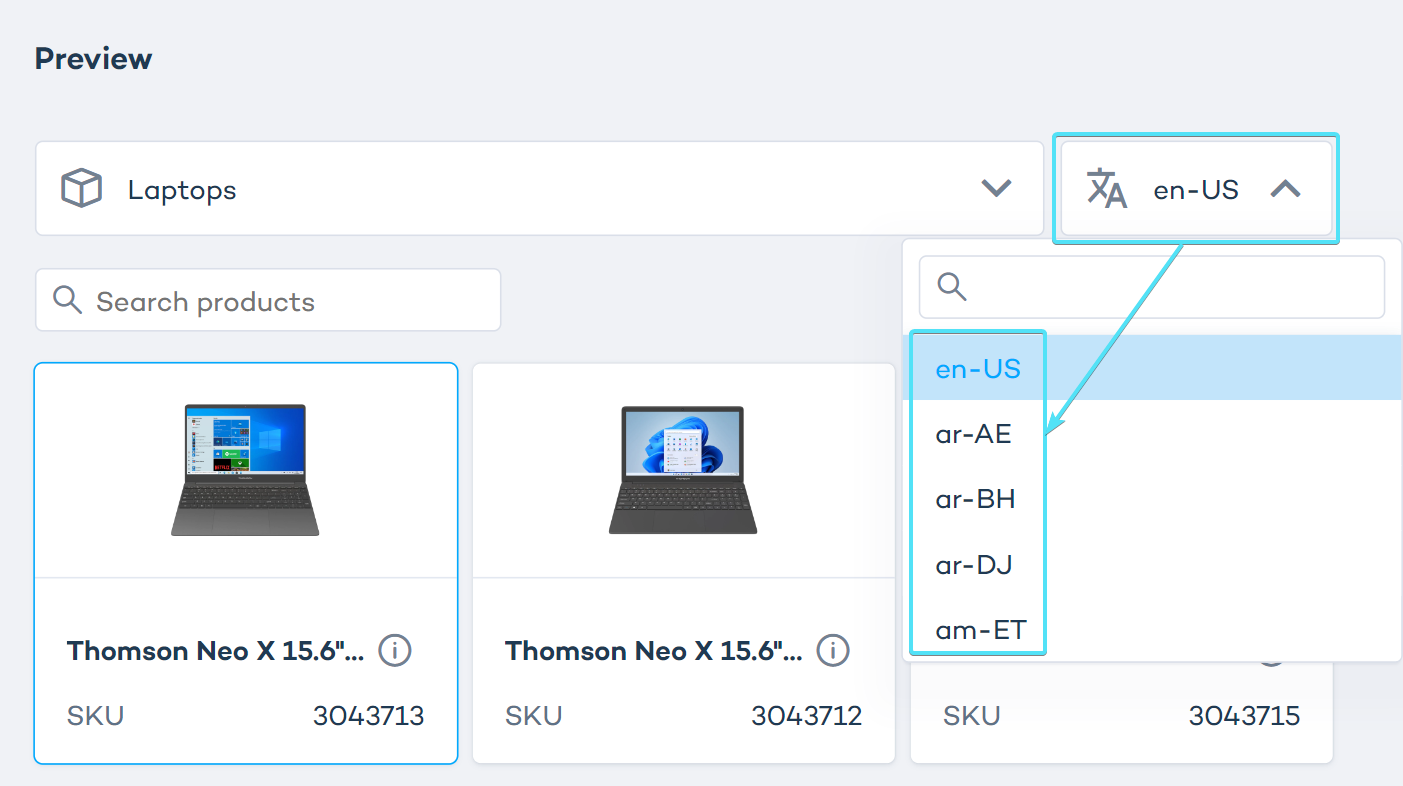 Preview
Laptops
en-US
Search products
en-US
ar-AE
ar-BH
ar-DJ
am-ET
Thomson Neo X 15.6"...
SKU 3043713
Thomson Neo X 15.6"...
SKU 3043712
SKU 3043715